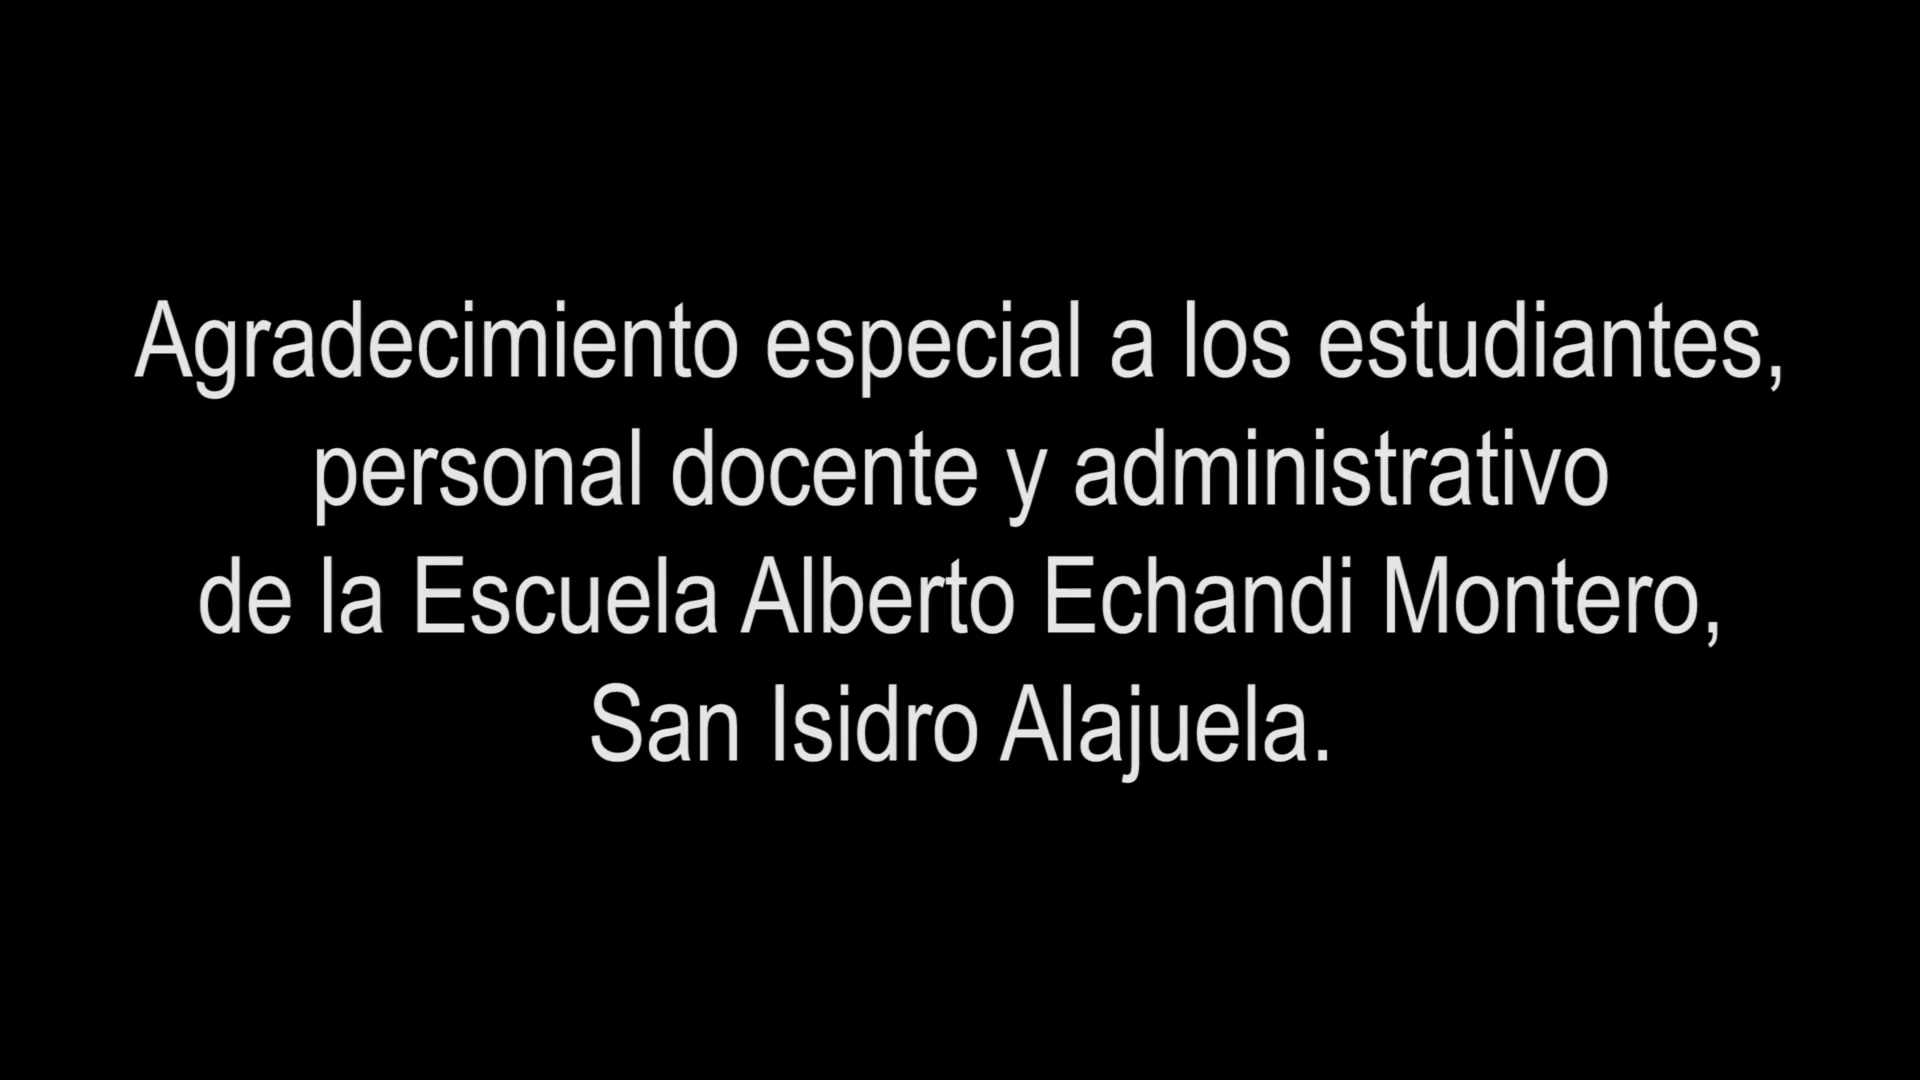 Agradecimiento especial a los estudiantes,
personal docente y administrativo
de la Escuela Alberto Echandi Montero,
San Isidro Alajuela.